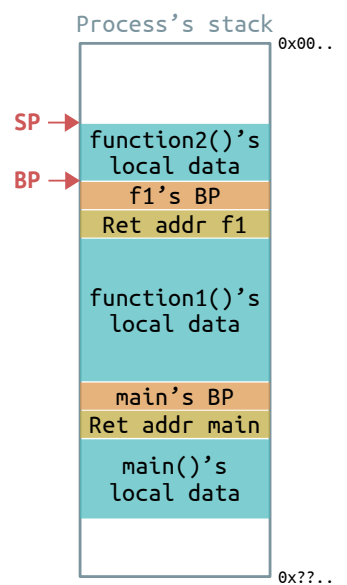 Process’s stack
0x00..
SP
function2()’s
local data
BP
f1’s BP
Ret addr f1
function1()’s
local data
main’s BP
Ret addr main
main()’s
local data
0x??..